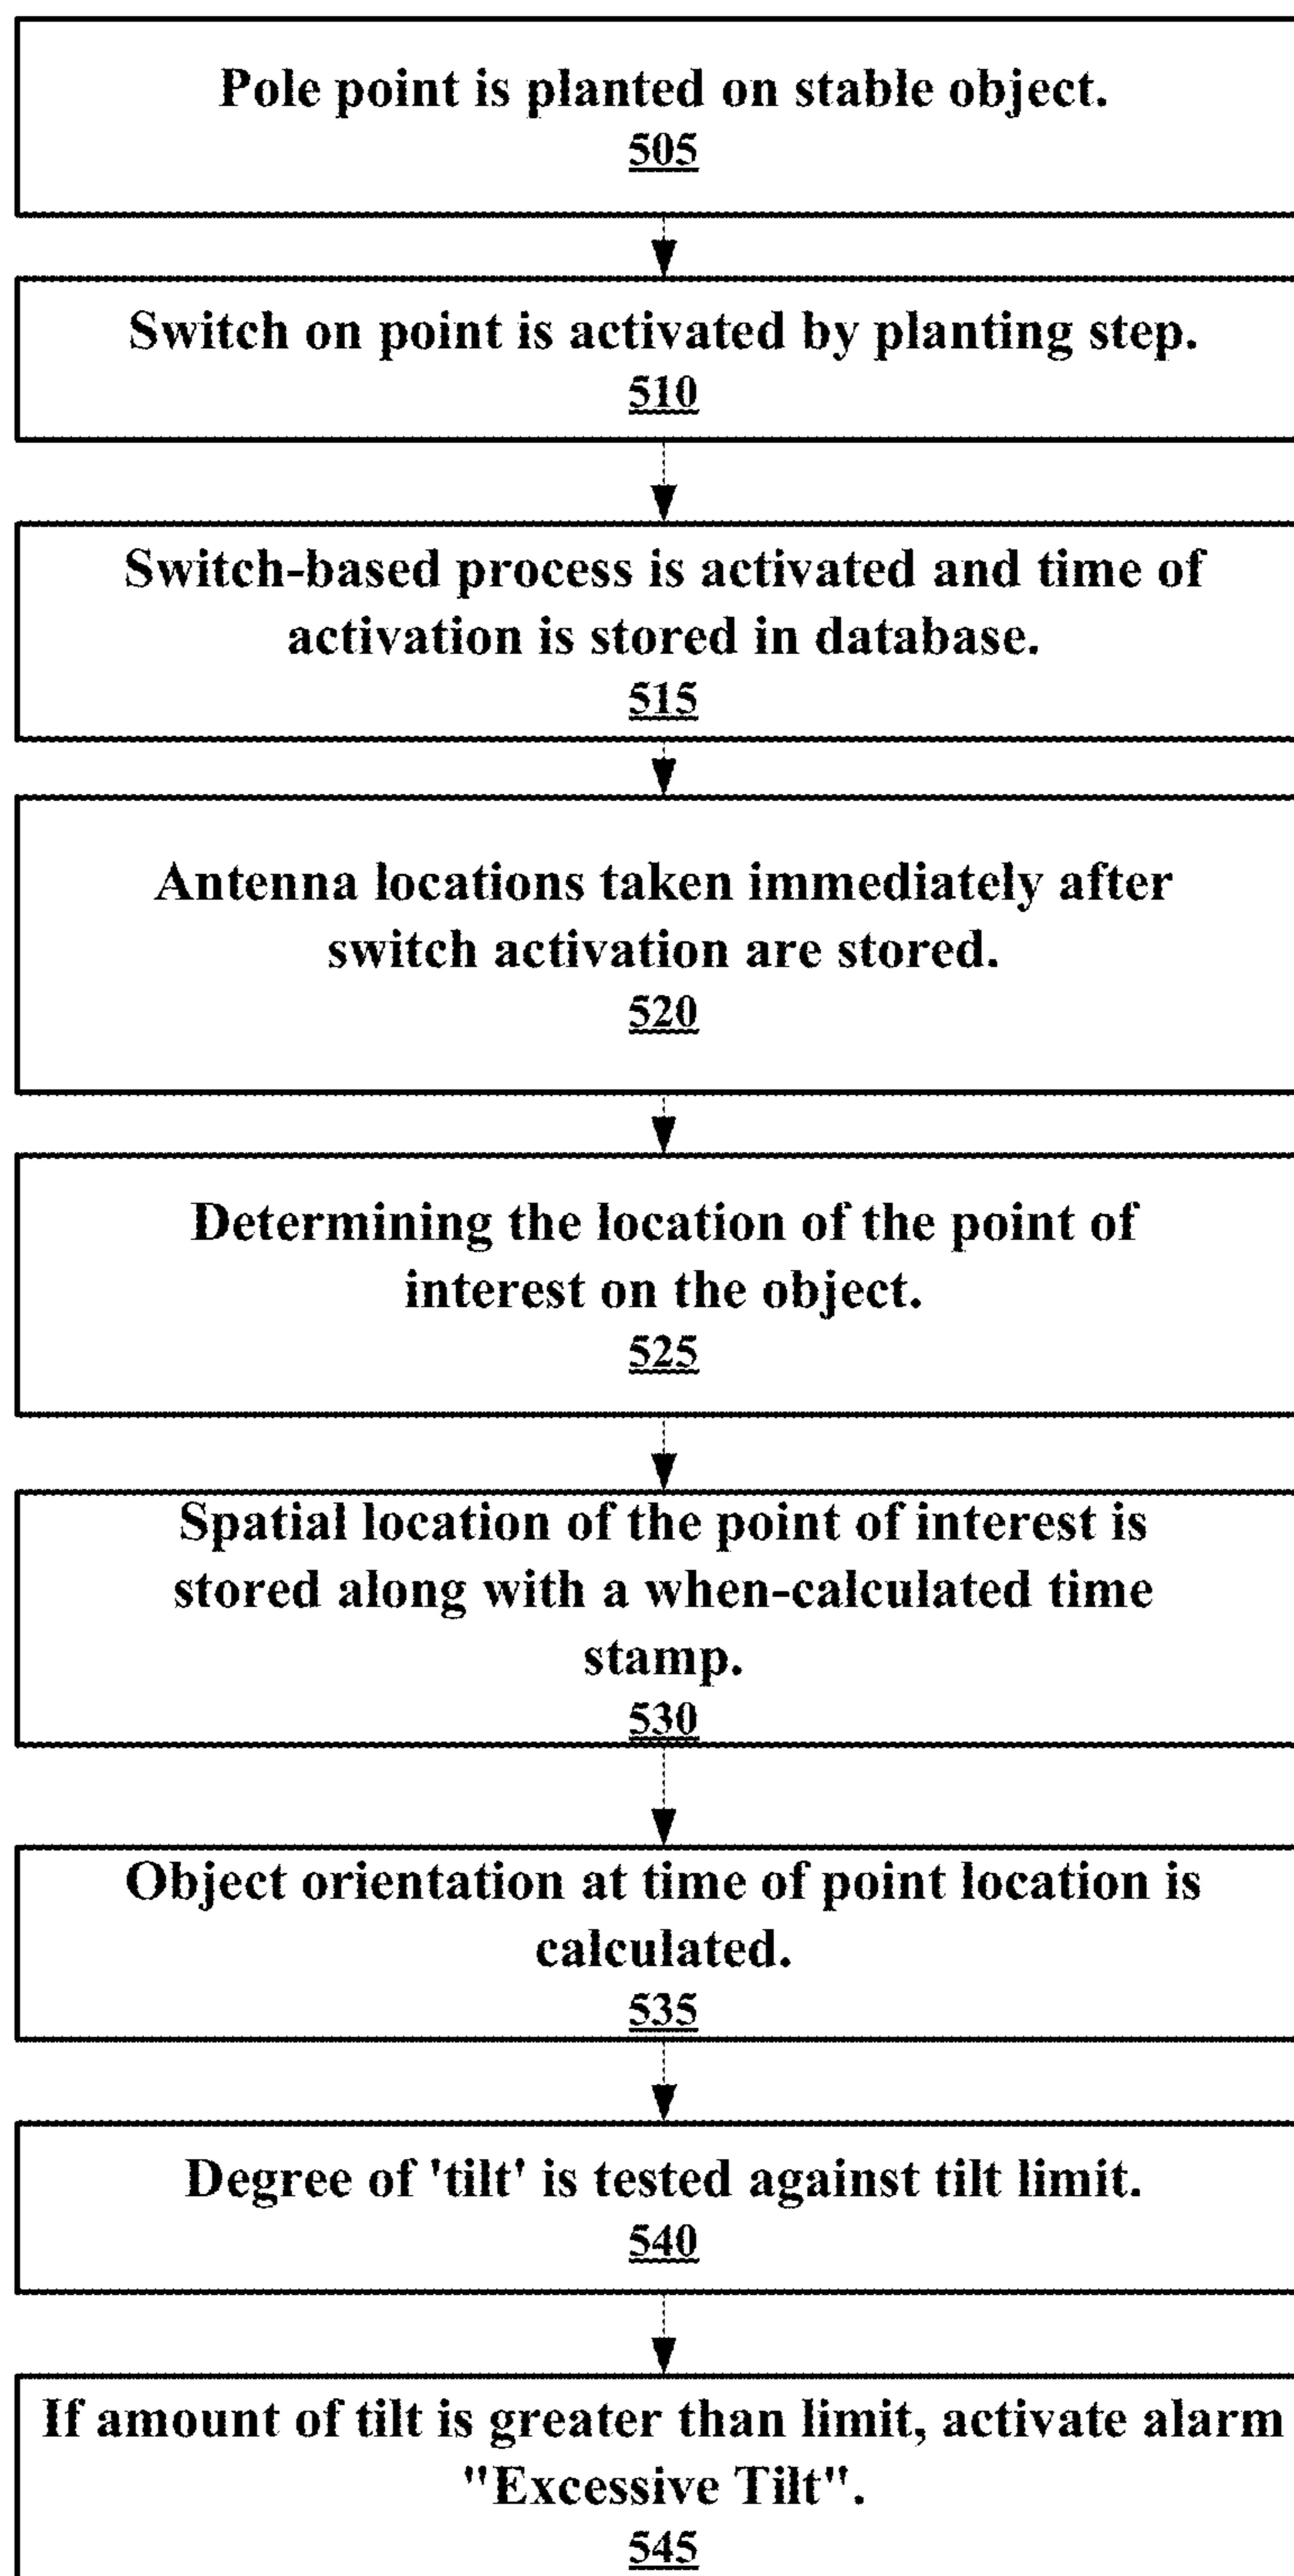 Pole point is planted on stable object.
505
Switch on point is activated by planting step.
510
Switch-based process is activated and time of
activation is stored in database.
515
Antenna locations taken immediately after
switch activation are stored.
520
Determining the location of the point of
interest on the object.
525
Spatial location of the point of interest is
stored along with a when-calculated time
stamp.
530
Object orientation at time of point location is
calculated.
535
Degree of 'tilt' is tested against tilt limit.
540
If amount of tilt is greater than limit, activate alarm
"Excessive Tilt".
545